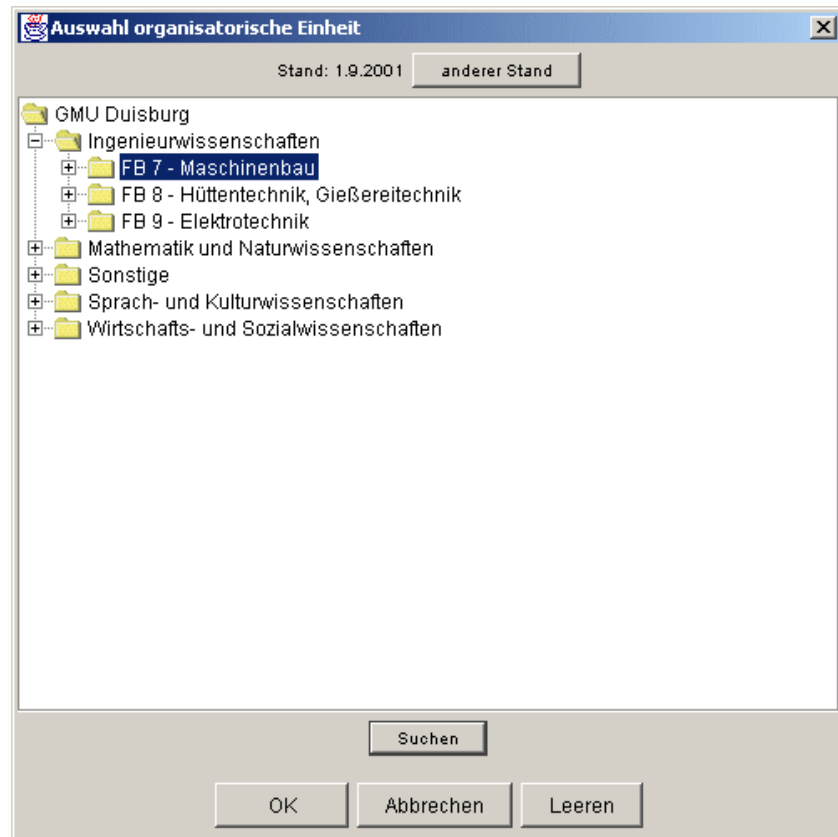 Auswahl organisatorische Einheit
Stand: 1.9.2001 anderer Stand
GMU Duisburg
Ingenieurwissenschaften
FB 7 - Maschinenbau
FB 8 - Hüttentechnik, Gießereitechnik
FB 9 - Elektrotechnik
Mathematik und Naturwissenschaften
Sonstige
Sprach- und Kulturwissenschaften
Wirtschafts- und Sozialwissenschaften
Suchen
OK Abbrechen Leeren